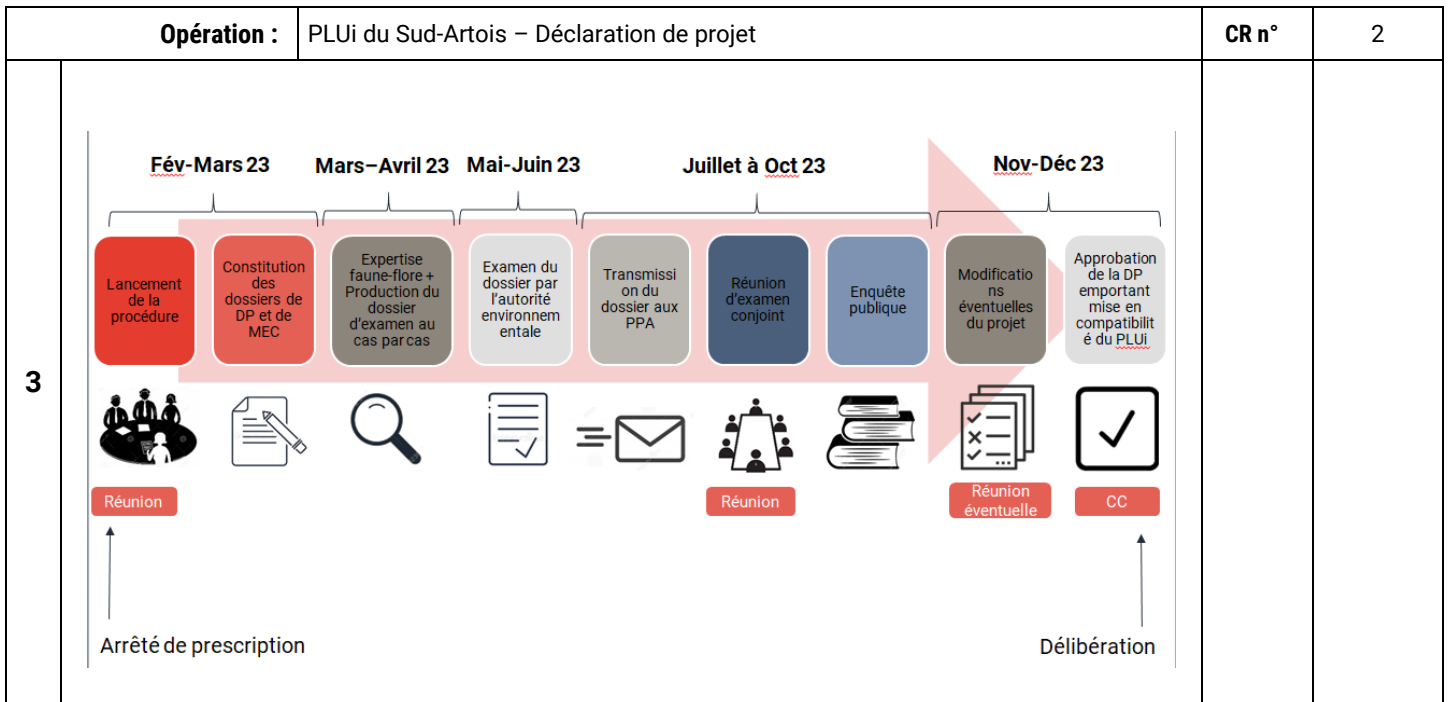 Opération :
PLUi du Sud-Artois – Déclaration de projet
CR n°
2
3
Fév-Mars 23
Mars–Avril 23
Mai-Juin 23
Juillet à Oct 23
Nov-Déc 23
Lancement
de la
procédure
Constitution
des
dossiers de
DP et de
MEC
Expertise
faune-flore +
Production du
dossier
d'examen au
cas par cas
Examen du
dossier par
l'autorité
environnem
entale
Transmissi
on du
dossier aux
PPA
Réunion
d'examen
conjoint
Enquête
publique
Modificatio
ns
éventuelles
du projet
Approbation
de la DP
emportant
mise en
compatibilit
é du PLUi
Réunion
Réunion
Réunion
éventuelle
CC
Arrêté de prescription
Délibération